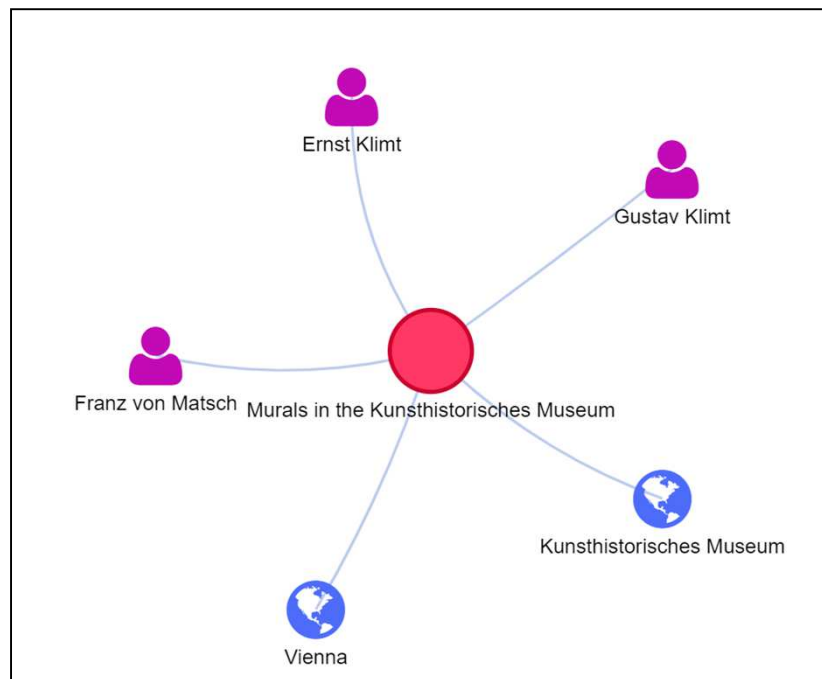 Ernst Klimt
Gustav Klimt
Franz von Matsch
Murals in the Kunsthistorisches Museum
Kunsthistorisches Museum
Vienna